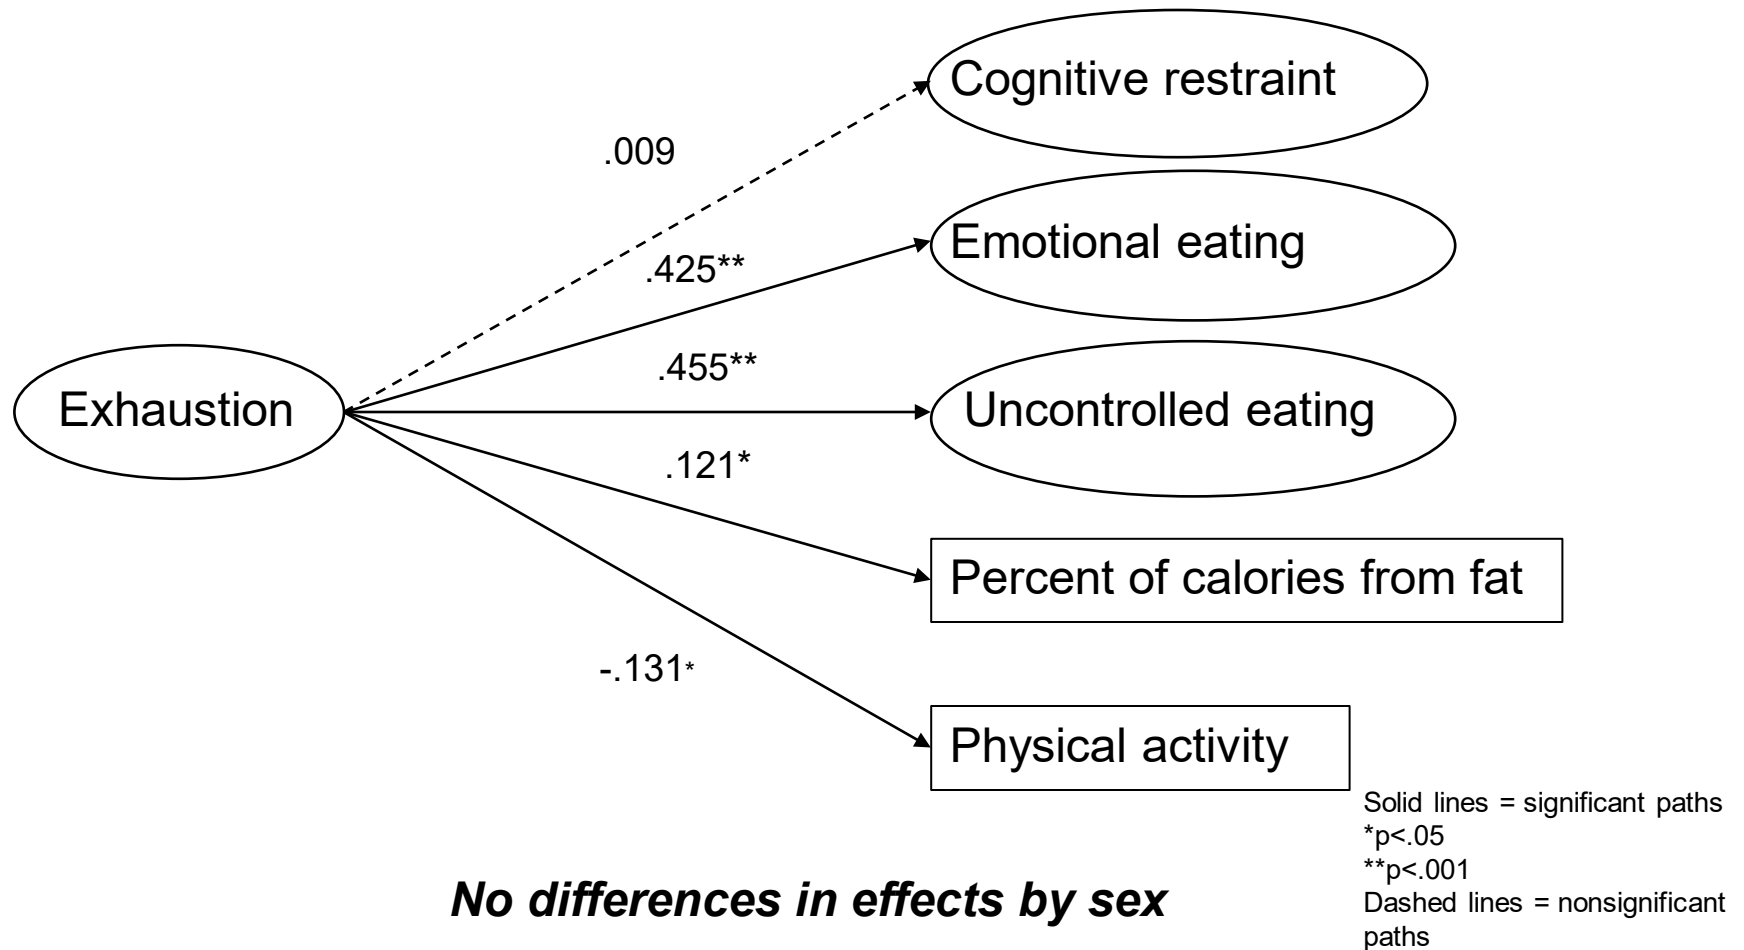 Cognitive restraint
.009
Emotional eating
.425**
.455**
Exhaustion
Uncontrolled eating
.121*
Percent of calories from fat
-.131*
Physical activity
Solid lines = significant paths
*p<.05
**p<.001
Dashed lines = nonsignificant
paths
No differences in effects by sex